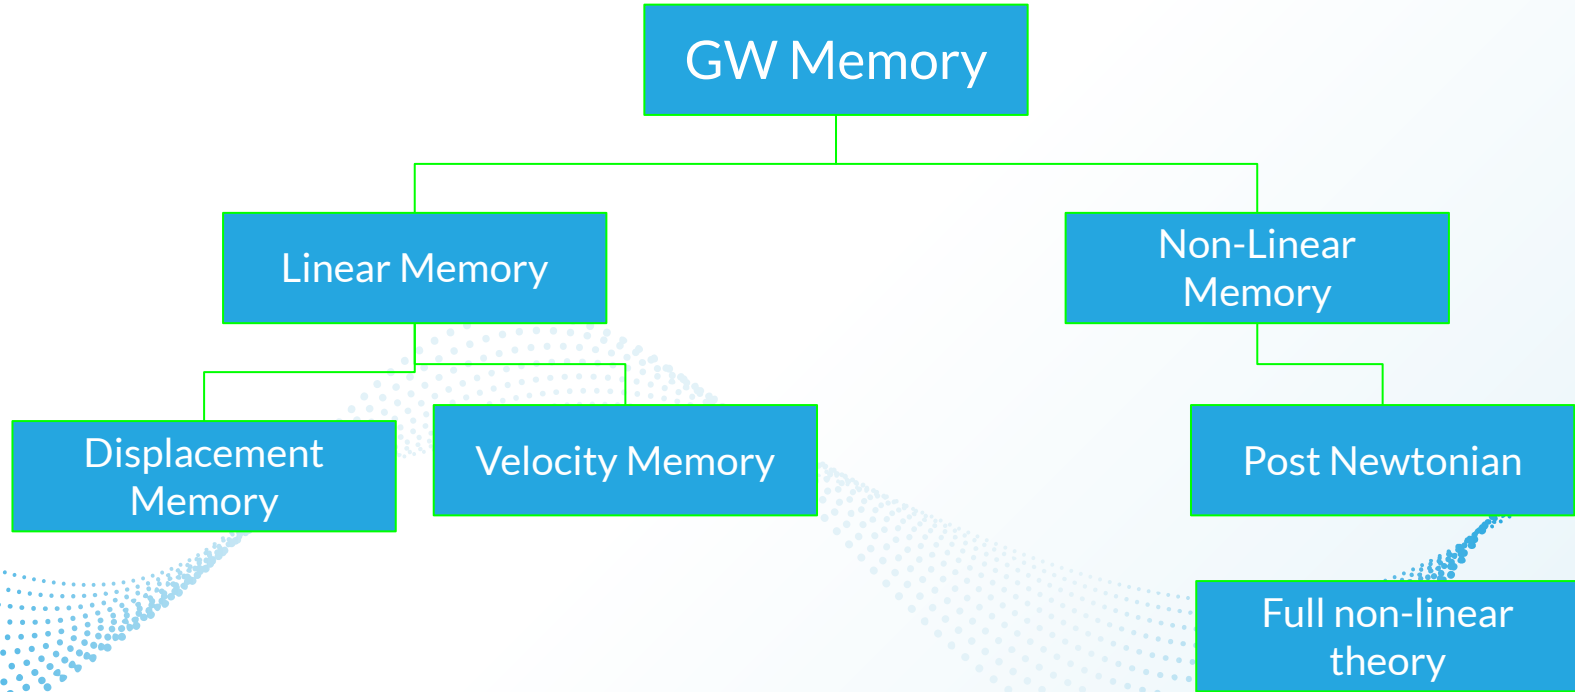 GW Memory
Linear Memory
Non-Linear
Memory
Displacement
Memory
Velocity Memory
Post Newtonian
Full non-linear
theory